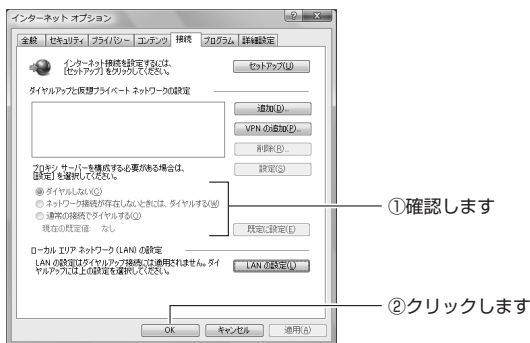 インターネット オプション
全般 セキュリティ プライバシー コンテンツ 接続 プログラム 詳細設定
インターネット接続を設定するには、
[セットアップ] をクリックしてください。
セットアップ(U)
ダイヤルアップと仮想プライベート ネットワークの設定
追加(D)...
VPN の追加(P)...
削除(R)...
プロキシ サーバーを構成する必要がある場合は、
[設定] を選択してください。
設定(S)
ダイヤルしない(C)
ネットワーク接続が存在しないときには、ダイヤルする(W)
通常の接続でダイヤルする(O)
現在の既定値: なし
既定に設定(E)
①確認します
ローカル エリア ネットワーク (LAN) の設定
LAN の設定はダイヤルアップ接続には適用されません。ダイ
ヤルアップには上の設定を選択してください。
LAN の設定(L)
②クリックします
OK キャンセル 適用(A)